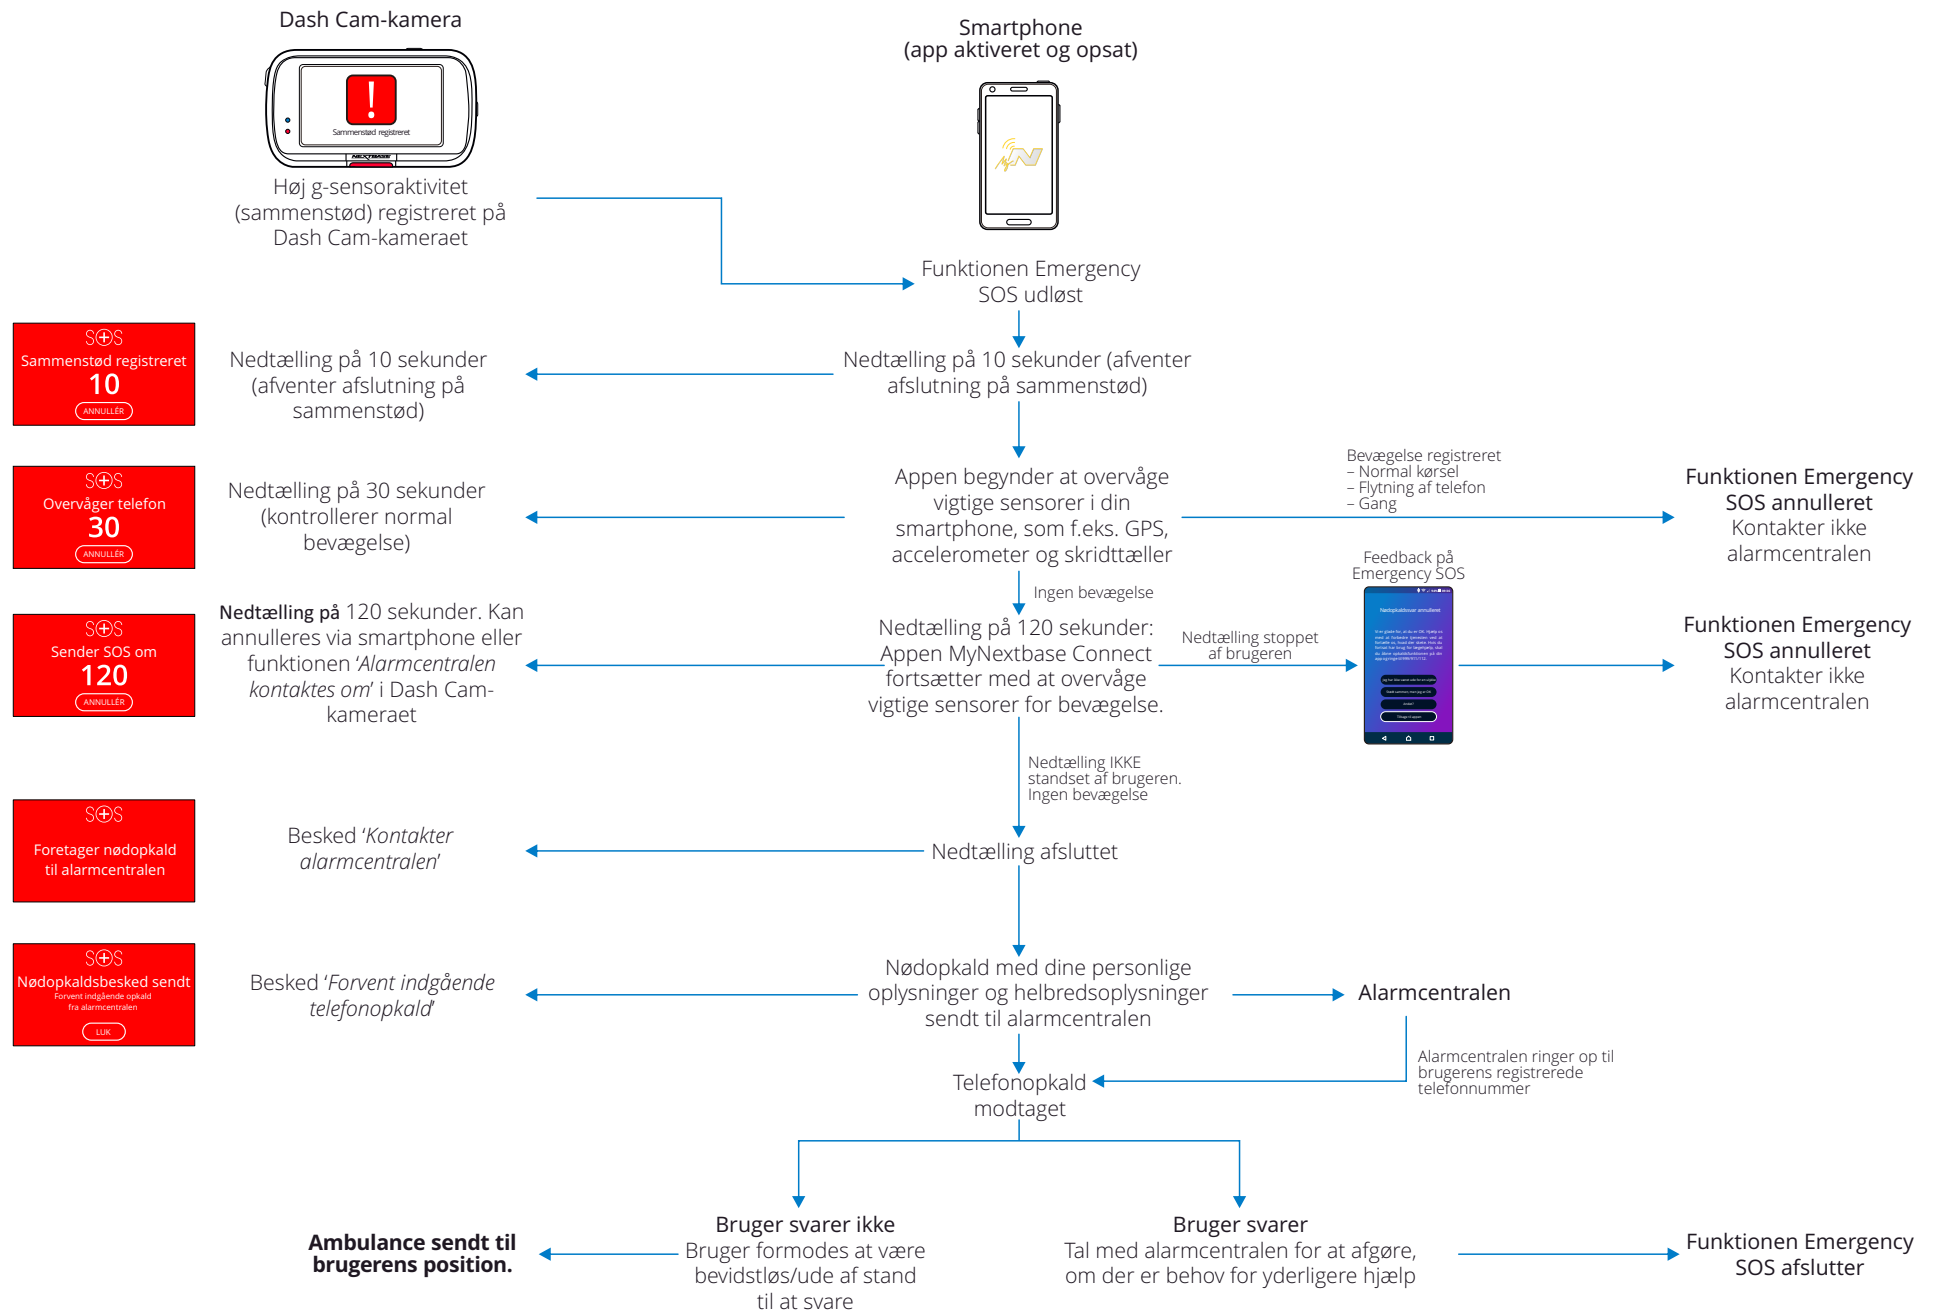 Dash Cam-kamera
Smartphone
(app aktiveret og opsat)
!
Sammenstød registreret
NEXTBASE
Høj g-sensoraktivitet
(sammenstød) registreret på
Dash Cam-kameraet
Funktionen Emergency
SOS udløst
SOS
Sammenstød registreret
10
ANNULLÉR
Nedtælling på 10 sekunder
(afventer afslutning på
sammenstød)
Nedtælling på 10 sekunder (afventer
afslutning på sammenstød)
SOS
Overvåger telefon
30
ANNULLÉR
Nedtælling på 30 sekunder
(kontrollerer normal
bevægelse)
Appen begynder at overvåge
vigtige sensorer i din
smartphone, som f.eks. GPS,
accelerometer og skridttæller
Bevægelse registreret
– Normal kørsel
– Flytning af telefon
– Gang
Funktionen Emergency
SOS annulleret
Kontakter ikke
alarmcentralen
Ingen bevægelse
Feedback på
Emergency SOS
SOS
Sender SOS om
120
ANNULLÉR
Nedtælling på 120 sekunder. Kan
annulleres via smartphone eller
funktionen ‘Alarmcentralen
kontaktes om’ i Dash Cam-
kameraet
Nedtælling på 120 sekunder:
Appen MyNextbase Connect
fortsætter med at overvåge
vigtige sensorer for bevægelse.
Nedtælling stoppet
af brugeren
Nødopkaldssvar annulleret
Tilbage til appen
Funktionen Emergency
SOS annulleret
Kontakter ikke
alarmcentralen
Nedtælling IKKE
standset af brugeren.
Ingen bevægelse
SOS
Foretager nødopkald
til alarmcentralen
Besked ‘Kontakter
alarmcentralen’
Nedtælling afsluttet
SOS
Nødopkaldsbesked sendt
Forvent indgående opkald
fra alarmcentralen
LUK
Besked ‘Forvent indgående
telefonopkald’
Nødopkald med dine personlige
oplysninger og helbredsoplysninger
sendt til alarmcentralen
Alarmcentralen
Alarmcentralen ringer op til
brugerens registrerede
telefonnummer
Telefonopkald
modtaget
Ambulance sendt til
brugerens position.
Bruger svarer ikke
Bruger formodes at være
bevidstløs/ude af stand
til at svare
Bruger svarer
Tal med alarmcentralen for at afgøre,
om der er behov for yderligere hjælp
Funktionen Emergency
SOS afslutter